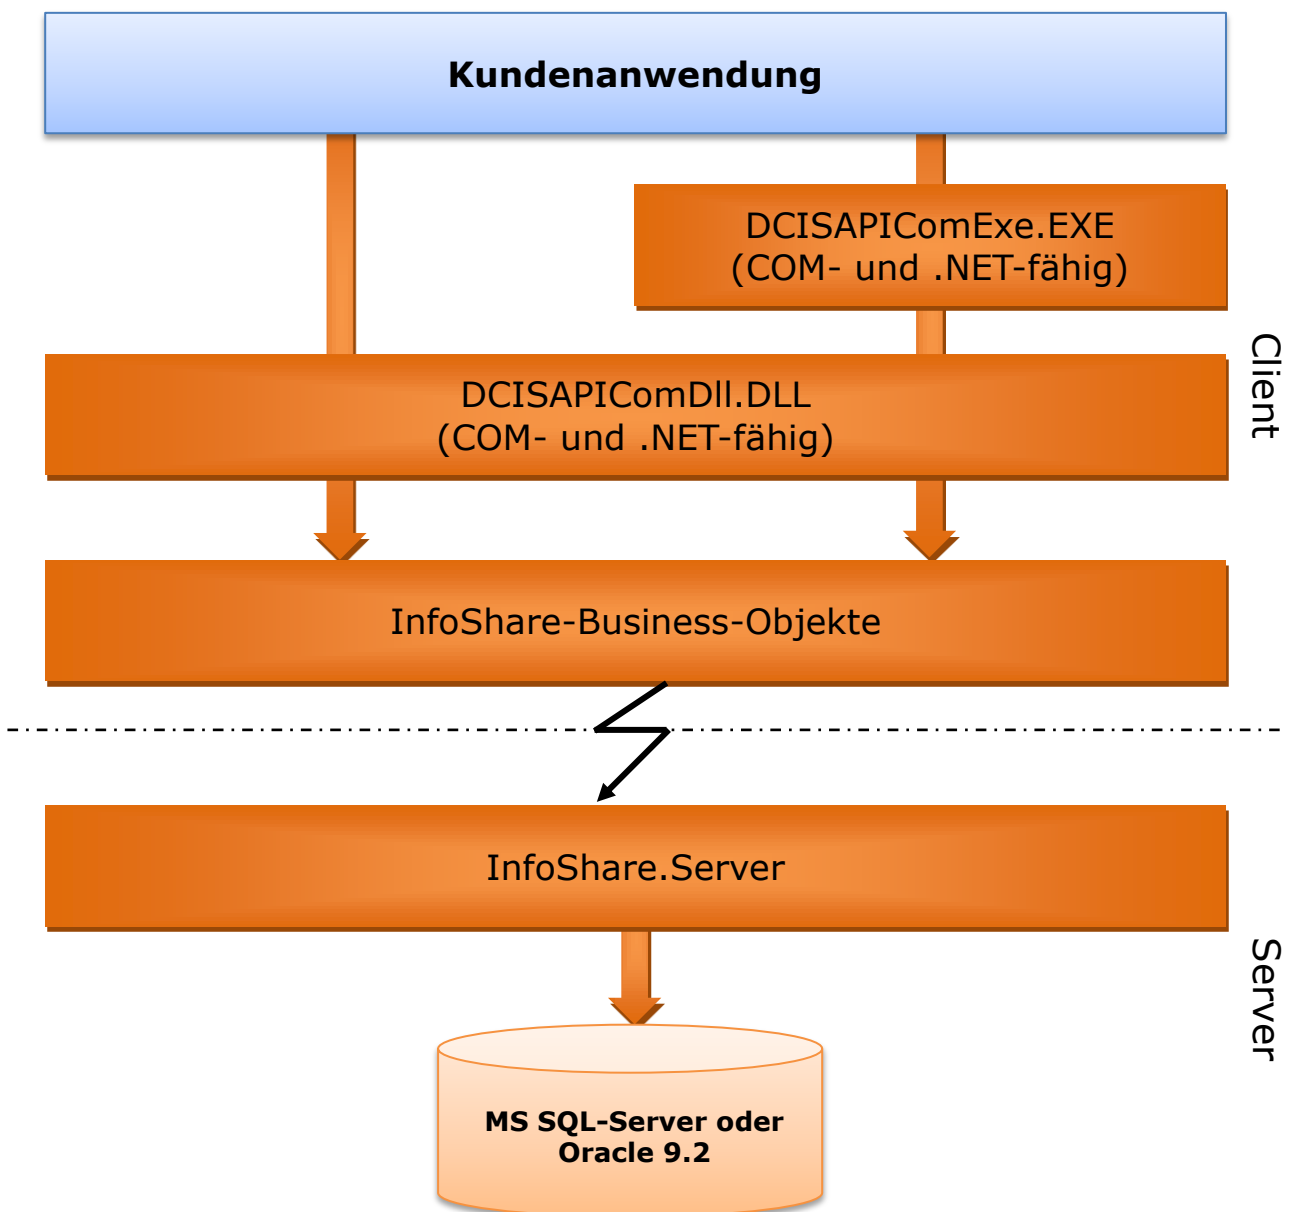 Kundenanwendung
DCISAPIComExe.EXE
(COM- und .NET-fähig)
Client
DCISAPIComDll.DLL
(COM- und .NET-fähig)
InfoShare-Business-Objekte
InfoShare.Server
Server
MS SQL-Server oder
Oracle 9.2